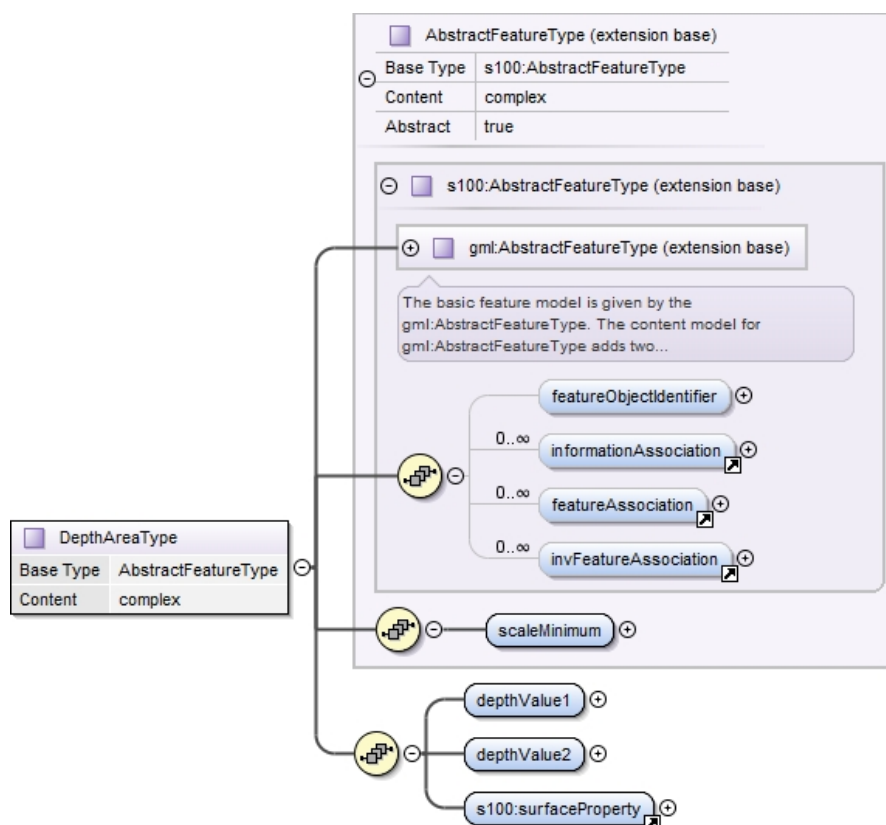 AbstractFeatureType (extension base)
Base Type s100:AbstractFeatureType
Content complex
Abstract true
s100:AbstractFeatureType (extension base)
gml:AbstractFeatureType (extension base)
The basic feature model is given by the
gml:AbstractFeatureType. The content model for
gml:AbstractFeatureType adds two...
featureObjectIdentifier
0..∞
informationAssociation
0..∞
featureAssociation
0..∞
invFeatureAssociation
DepthAreaType
Base Type AbstractFeatureType
Content complex
scaleMinimum
depthValue1
depthValue2
s100:surfaceProperty